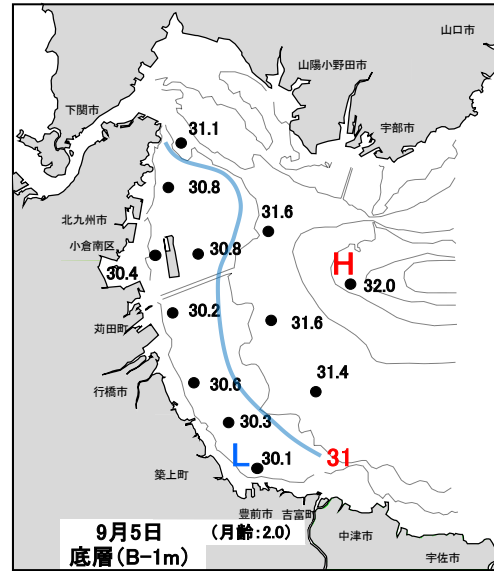 山口市
山陽小野田市
下関市
宇部市
31.1
30.8
北九州市
31.6
小倉南区
30.8
30.4
H
32.0
30.2
31.6
苅田町
30.6
31.4
行橋市
30.3
L
31
30.1
築上町
豊前市 吉富町
9月5日 (月齢:2.0)
中津市
底層(B-1m)
宇佐市